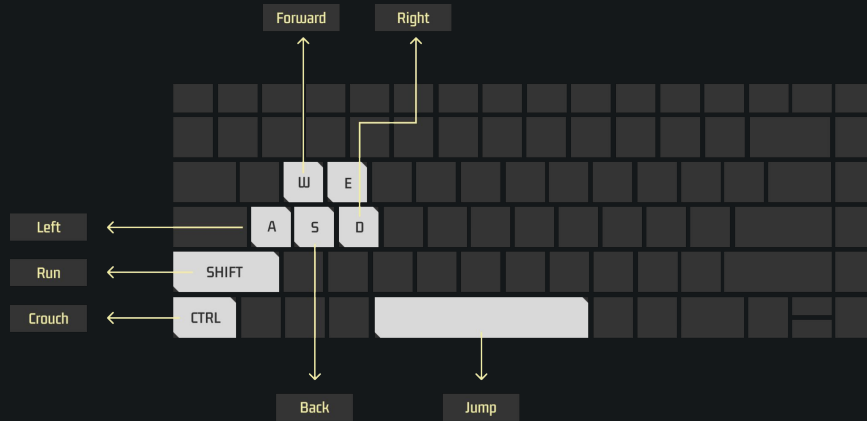 Forward
Right
W
E
Left
A
S
D
Run
SHIFT
Crouch
CTRL
Back
Jump